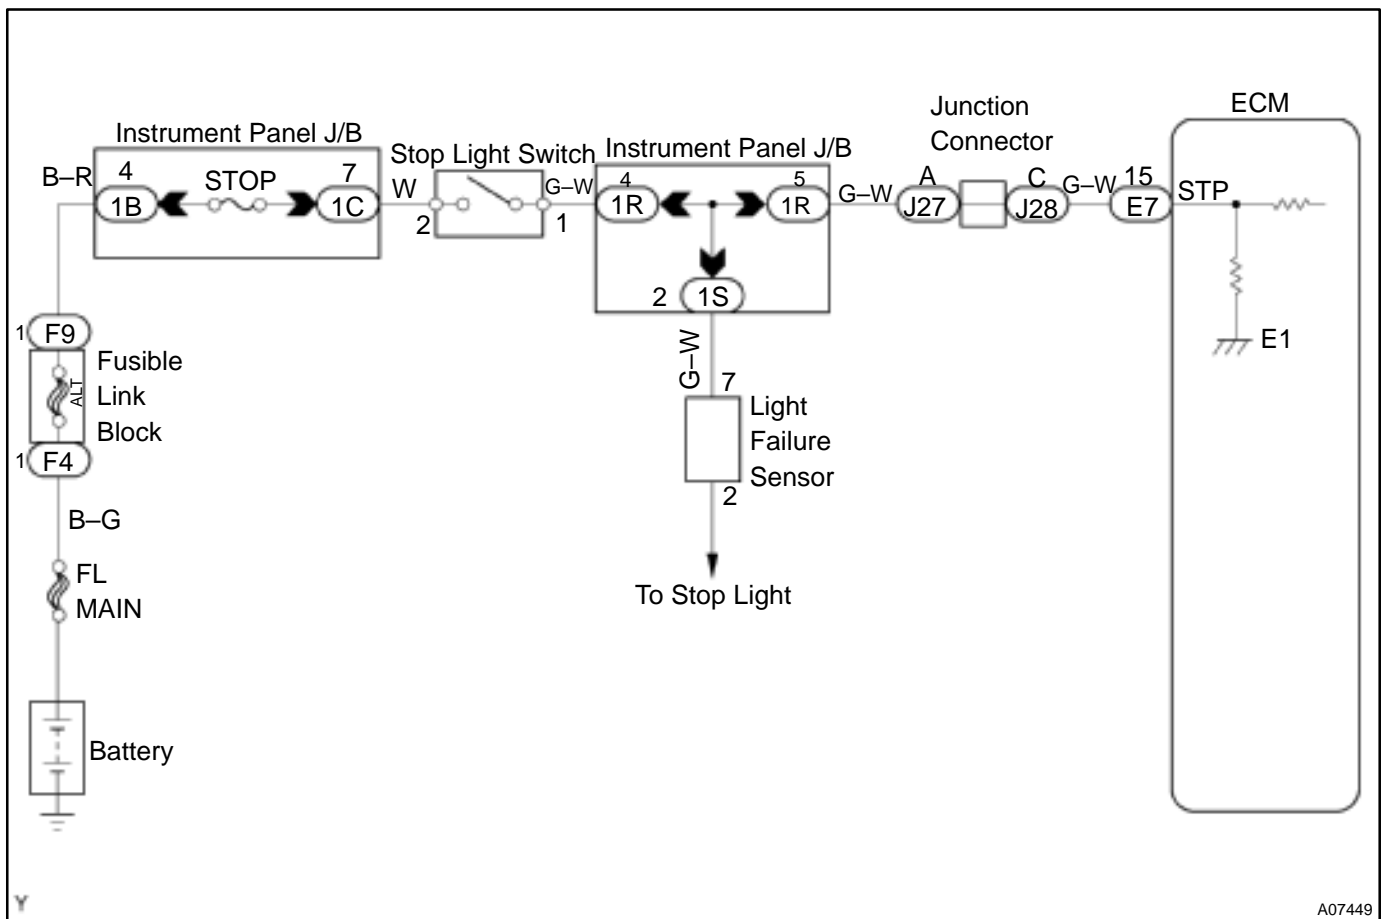 Junction
Connector
ECM
Instrument Panel J/B
Stop Light Switch
Instrument Panel J/B
B–R
4
STOP
7
W
G–W
4
5
G–W
A
C
G–W
15
STP
1B
1C
2
1
1R
1R
J27
J28
E7
2
1S
1
F9
Fusible
Link
Block
ALT
1
F4
G–W
7
Light
Failure
Sensor
2
E1
B–G
FL
MAIN
To Stop Light
Battery
Y
A07449